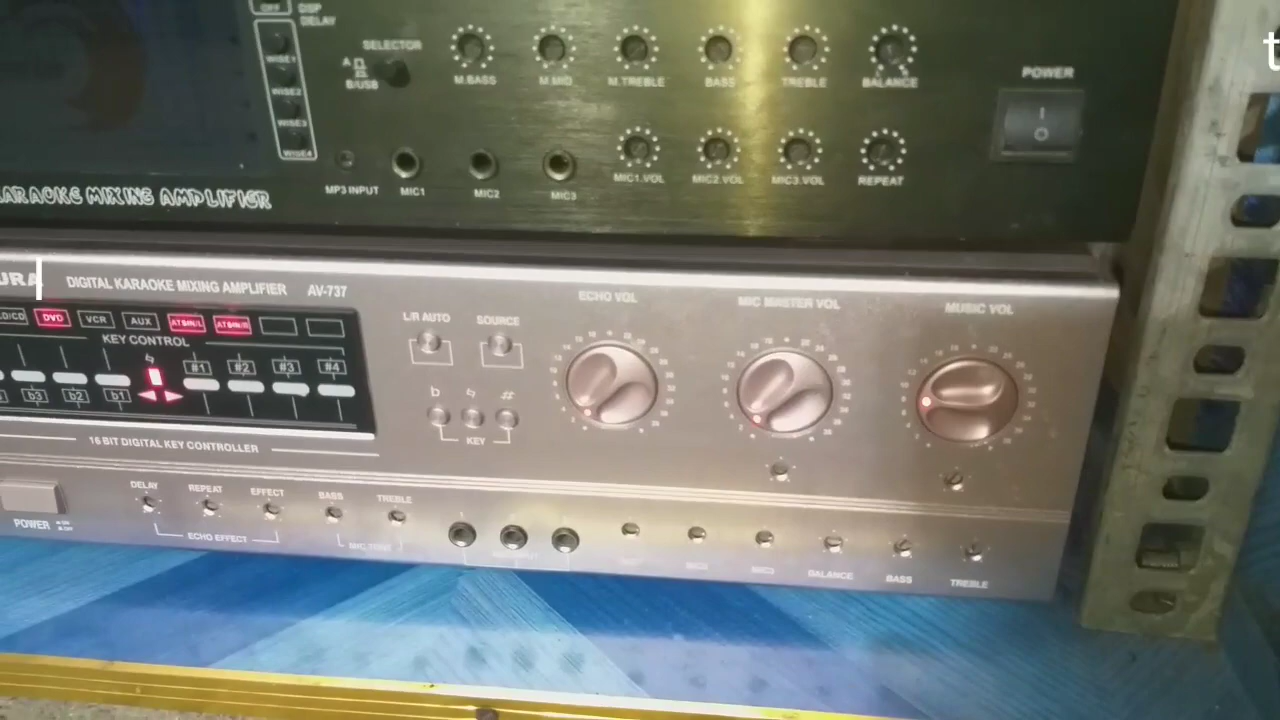 OFF
DISP
DELAY
WISE1
WISE2
WISE3
WISE4
SELECTOR
A
B/USB
M.BASS
M.MID
M.TREBLE
BASS
TREBLE
BALANCE
POWER
MP3 INPUT
MIC1
MIC2
MIC3
MIC1.VOL
MIC2.VOL
MIC3.VOL
REPEAT
KARAOKE MIXING AMPLIFIER
t
URA
DIGITAL KARAOKE MIXING AMPLIFIER AV-737
DVD VCR AUX
KEY CONTROL
#1 #2 #3 #4
b3 b2 b1
16 BIT DIGITAL KEY CONTROLLER
L/R AUTO
SOURCE
b #
KEY
ECHO VOL
MIC MASTER VOL
MUSIC VOL
POWER
DELAY
REPEAT
EFFECT
ECHO EFFECT
BASS
TREBLE
BALANCE
BASS
TREBLE